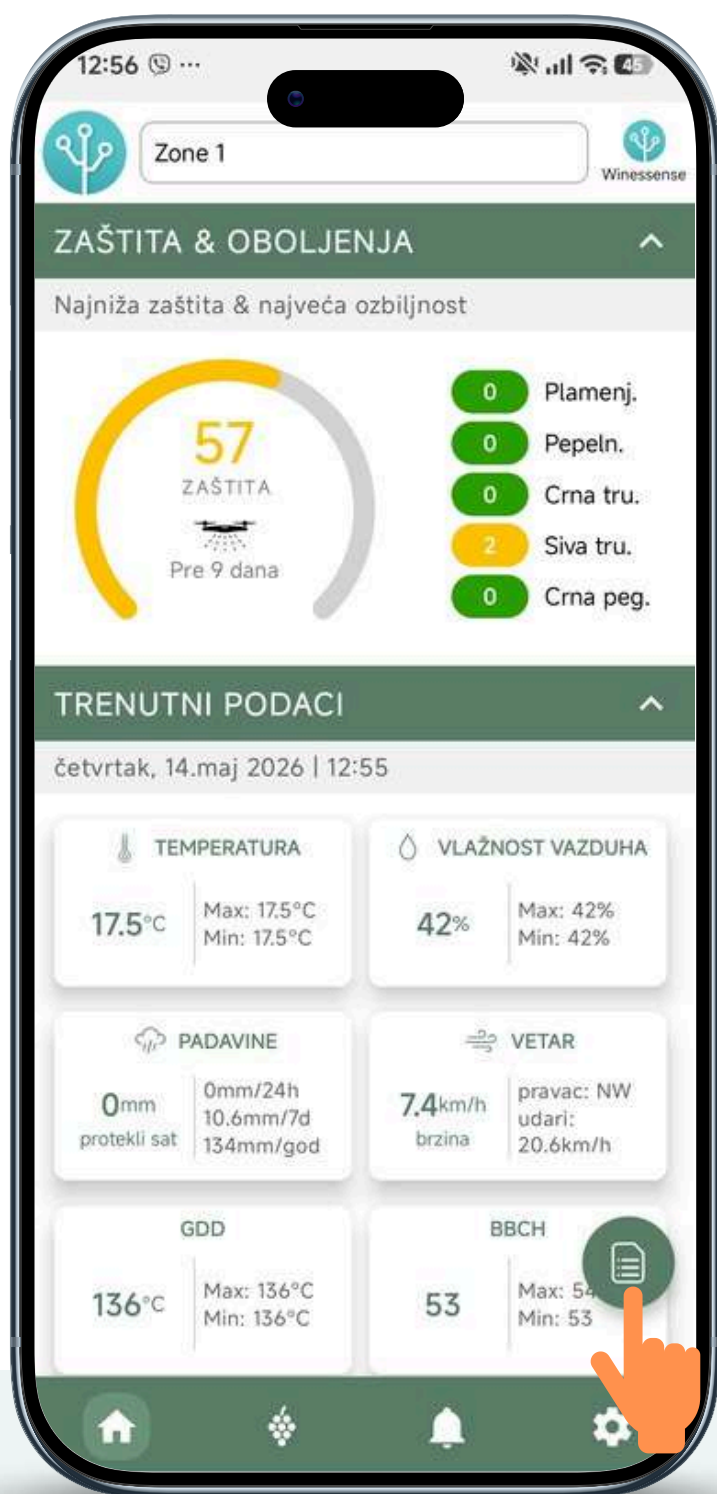 12:56 ...
45
Zone 1
Winessense
ZAŠTITA & OBOLJENJA
Najniža zaštita & najveća ozbiljnost
57
ZAŠTITA
Pre 9 dana
0 Plamenj.
0 Pepeln.
0 Crna tru.
2 Siva tru.
0 Crna peg.
TRENUTNI PODACI
četvrtak, 14.maj 2026 | 12:55
TEMPERATURA
17.5°C
Max: 17.5°C
Min: 17.5°C
VLAŽNOST VAZDUHA
42%
Max: 42%
Min: 42%
PADAVINE
0mm
protekli sat
0mm/24h
10.6mm/7d
134mm/god
VETAR
7.4km/h
brzina
pravac: NW
udari:
20.6km/h
GDD
136°C
Max: 136°C
Min: 136°C
BBCH
53
Max: 54
Min: 53